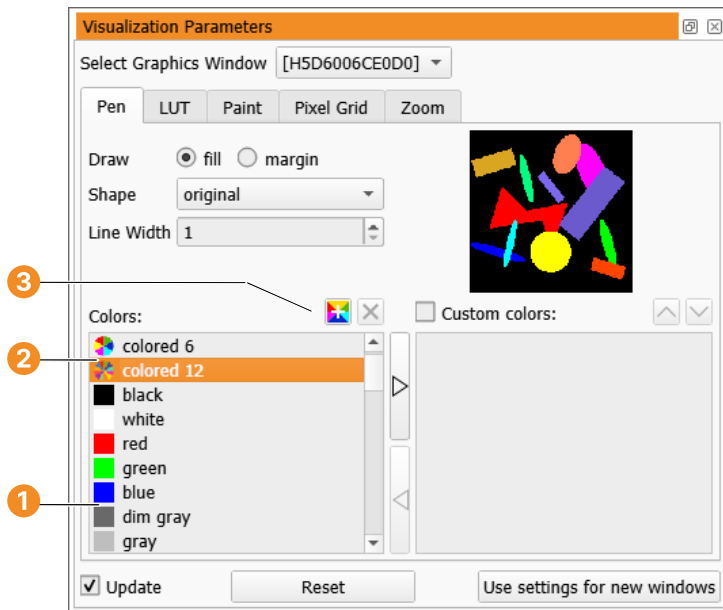 Visualization Parameters
Select Graphics Window [H5D6006CE0D0]
Pen LUT Paint Pixel Grid Zoom
Draw fill margin
Shape original
Line Width 1
3
Colors: Custom colors:
colored 6
2
colored 12
black
white
red
green
blue
1
dim gray
gray
Update Reset Use settings for new windows